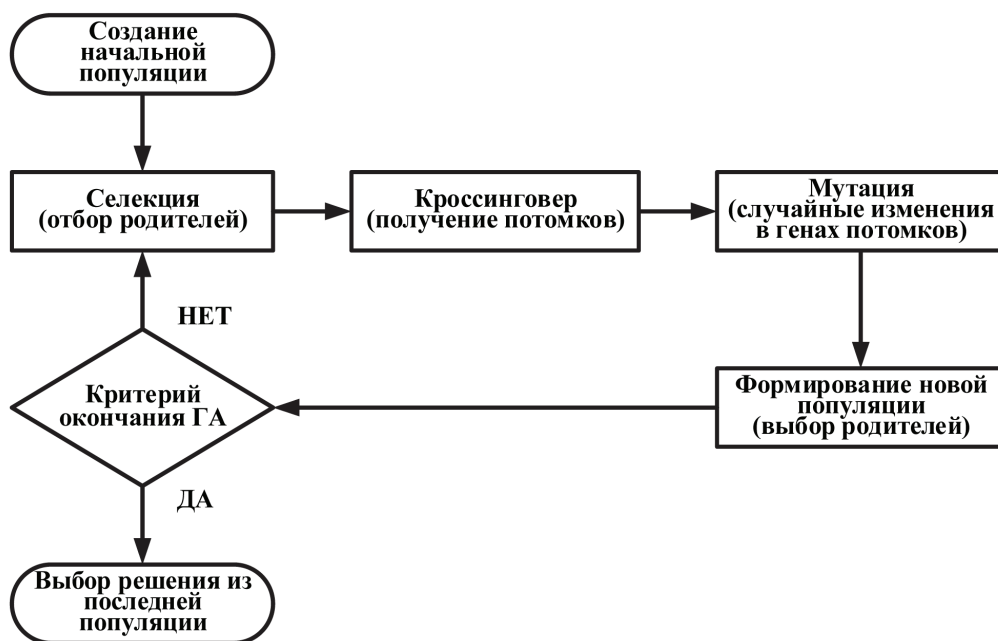 Создание
начальной
популяции
Селекция
(отбор родителей)
Кроссинговер
(получение потомков)
Мутация
(случайные изменения
в генах потомков)
НЕТ
Критерий
окончания ГА
Формирование новой
популяции
(выбор родителей)
ДА
Выбор решения из
последней
популяции